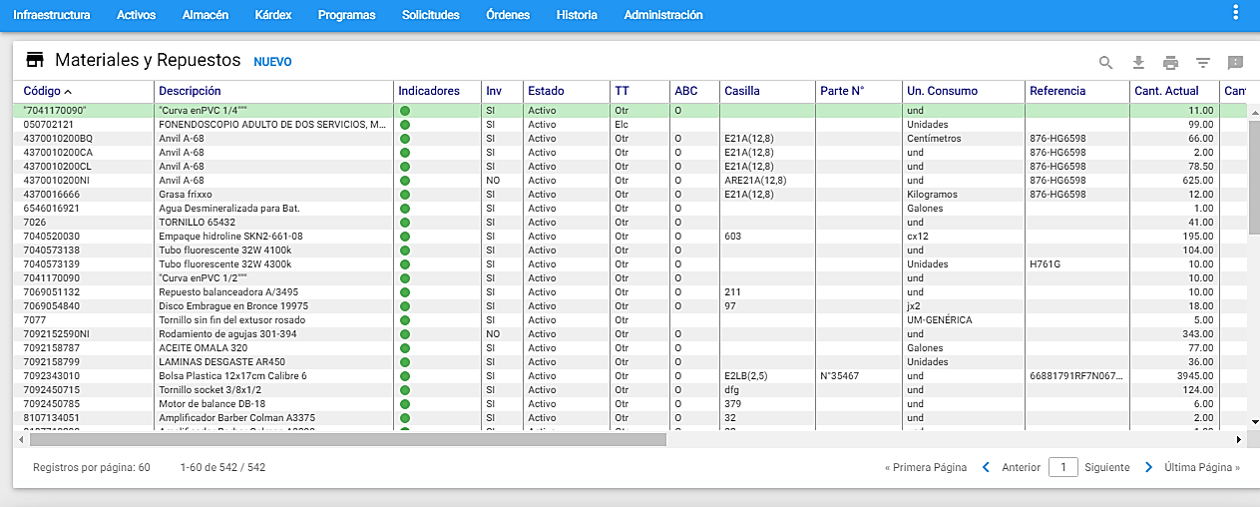 Infraestructura Activos Almacén Kárdex Programas Solicitudes Órdenes Historia Administración
Materiales y Repuestos NUEVO
Código Descripción Indicadores Inv Estado TT ABC Casilla Parte N° Un. Consumo Referencia Cant. Actual Can
"7041170090" "Curva enPVC 1/4""" SI Activo Otr O und 11.00
050702121 FONENDOSCOPIO ADULTO DE DOS SERVICIOS, M... SI Activo Elc Unidades 99.00
4370010200BQ Anvil A-68 SI Activo Otr O E21A(12,8) Centímetros 876-HG6598 66.00
4370010200CA Anvil A-68 SI Activo Otr O E21A(12,8) und 876-HG6598 2.00
4370010200CL Anvil A-68 SI Activo Otr O E21A(12,8) und 876-HG6598 78.50
4370010200NI Anvil A-68 NO Activo Otr O ARE21A(12,8) und 876-HG6598 625.00
4370016666 Grasa frixxo SI Activo Otr O E21A(12,8) Kilogramos 876-HG6598 12.00
6546016921 Agua Desmineralizada para Bat. SI Activo Otr O Galones 1.00
7026 TORNILLO 65432 SI Activo Otr O und 41.00
7040520030 Empaque hidroline SKN2-661-08 SI Activo Otr O 603 cx12 195.00
7040573138 Tubo fluorescente 32W 4100k SI Activo Otr O und 104.00
7040573139 Tubo fluorescente 32W 4300k SI Activo Otr O Unidades H761G 10.00
7041170090 "Curva enPVC 1/2""" SI Activo Otr O und 10.00
7069051132 Repuesto balanceadora A/3495 SI Activo Otr O 211 und 10.00
7069054840 Disco Embrague en Bronce 19975 SI Activo Otr O 97 jx2 18.00
7077 Tornillo sin fin del extusor rosado SI Activo Otr UM-GENÉRICA 5.00
7092152590NI Rodamiento de agujas 301-394 NO Activo Otr O und 343.00
7092158787 ACEITE OMALA 320 SI Activo Otr O Galones 77.00
7092158799 LAMINAS DESGASTE AR450 SI Activo Otr O Unidades 36.00
7092343010 Bolsa Plastica 12x17cm Calibre 6 SI Activo Otr O E2LB(2,5) N°35467 und 66881791RF7N067... 3945.00
7092450715 Tornillo socket 3/8x1/2 SI Activo Otr O dfg und 124.00
7092450785 Motor de balance DB-18 SI Activo Otr O 379 und 6.00
8107134051 Amplificador Barber Colman A3375 SI Activo Otr O 32 und 2.00
Registros por página: 60 1-60 de 542 / 542 « Primera Página Anterior 1 Siguiente Última Página »